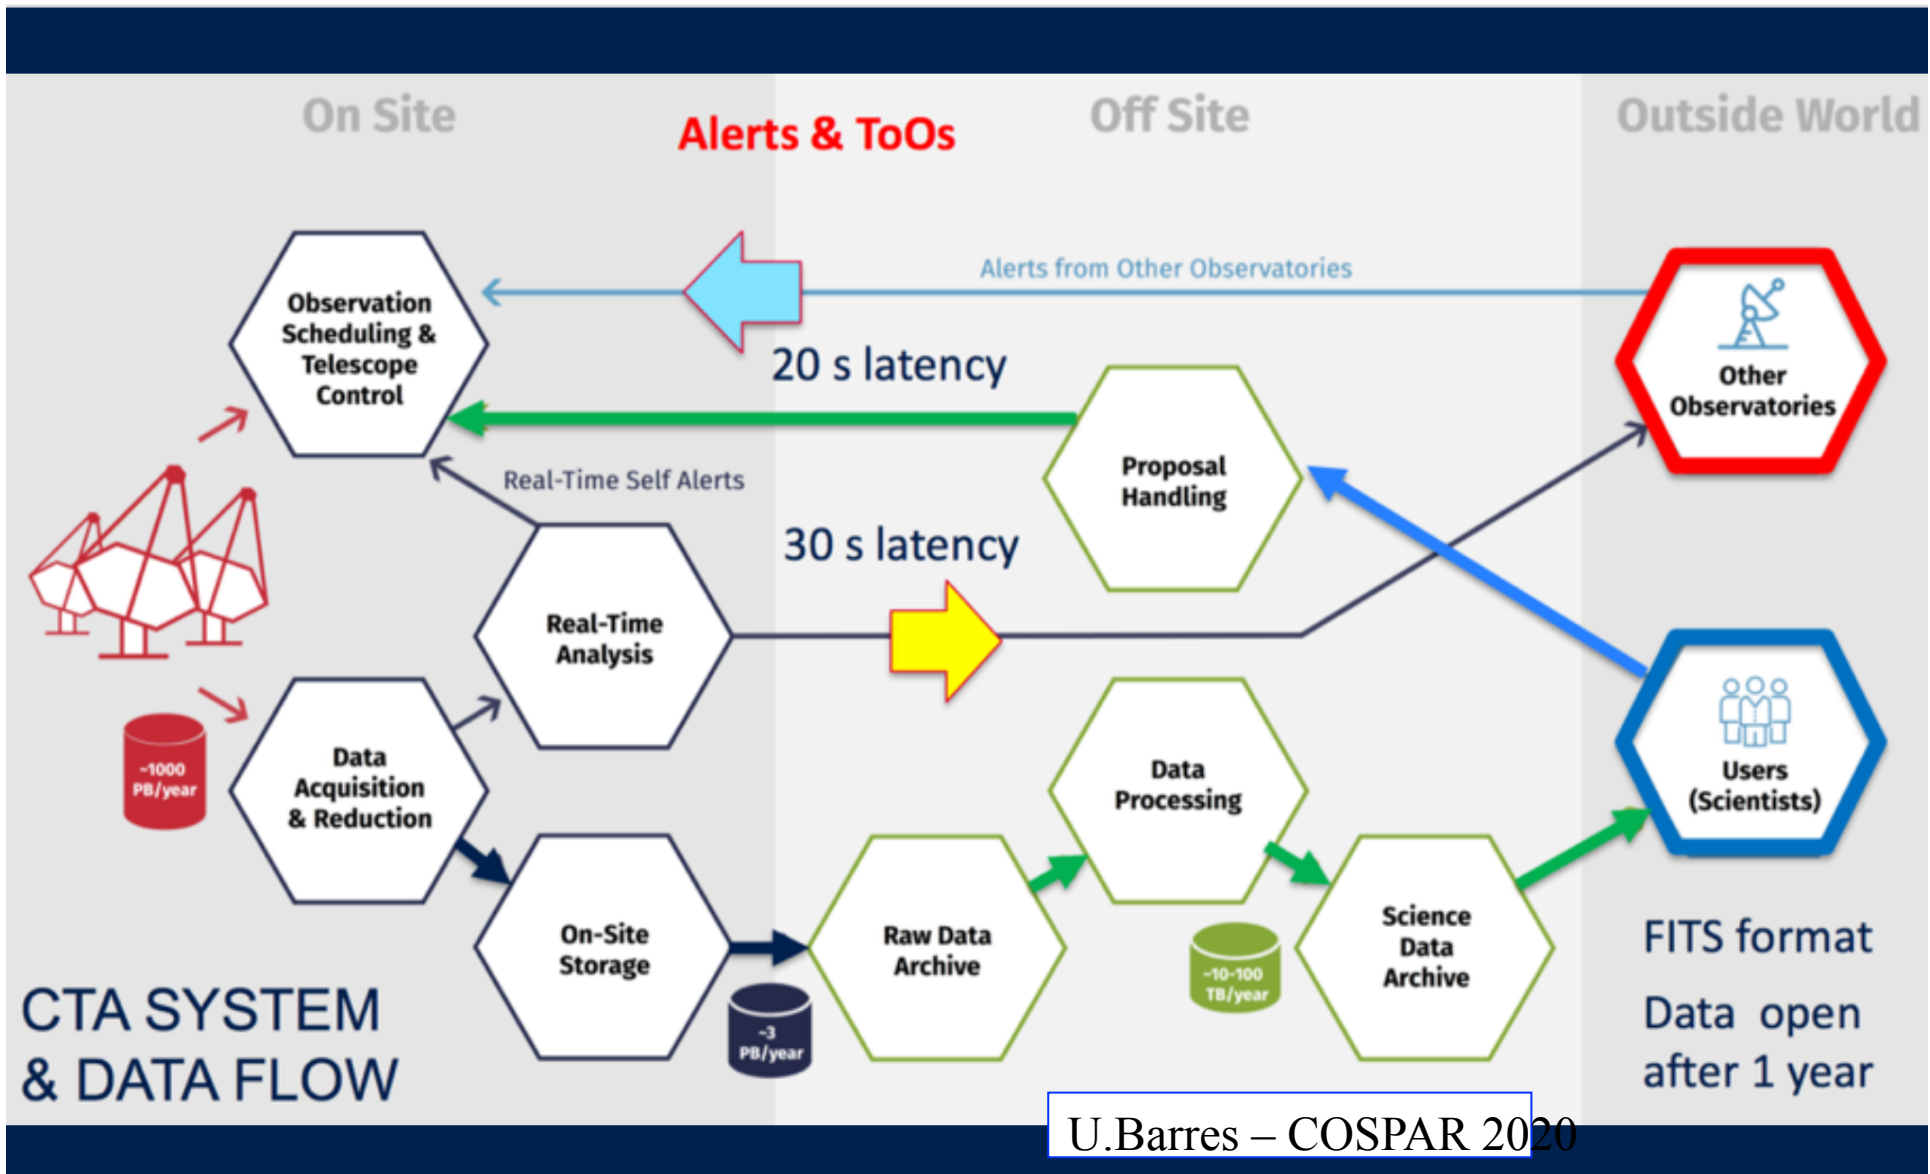 On Site
Off Site
Outside World
Alerts & ToOs
Alerts from Other Observatories
Observation
Scheduling &
Telescope
Control
20 s latency
Other
Observatories
Proposal
Handling
Real-Time Self Alerts
30 s latency
Real-Time
Analysis
~1000
PB/year
Data
Acquisition
& Reduction
Data
Processing
Users
(Scientists)
On-Site
Storage
~3
PB/year
Raw Data
Archive
~10-100
TB/year
Science
Data
Archive
FITS format
Data open
after 1 year
CTA SYSTEM
& DATA FLOW
U.Barres – COSPAR 2020